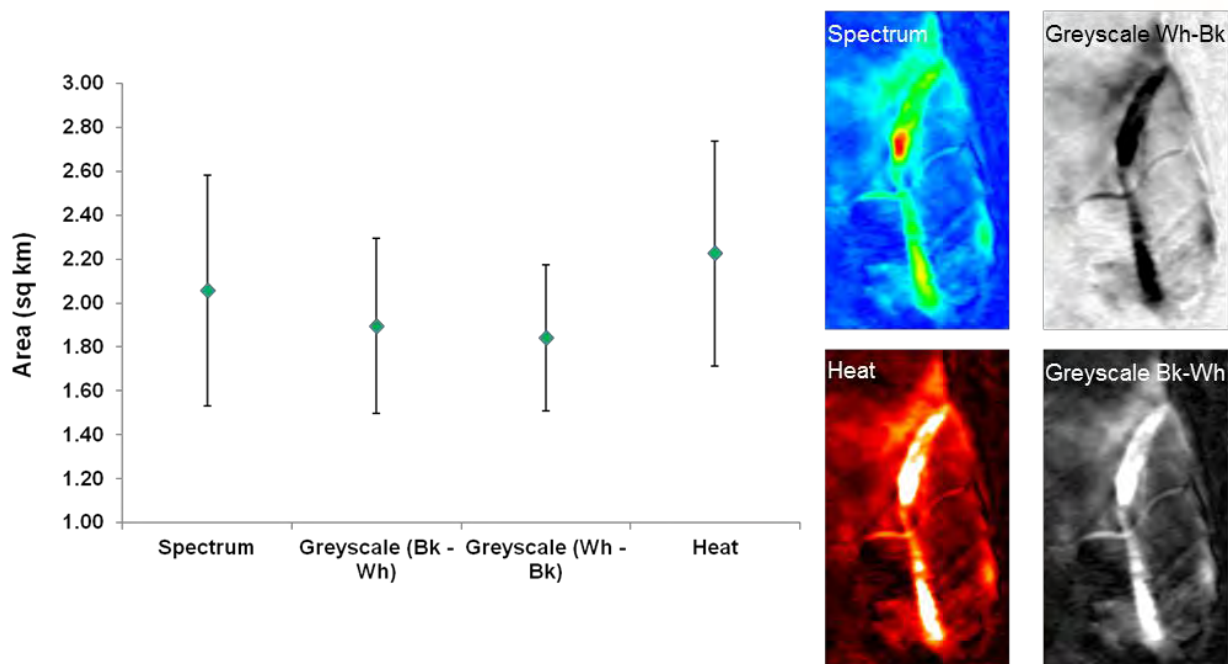 Area (sq km)
3.00
2.80
2.60
2.40
2.20
2.00
1.80
1.60
1.40
1.20
1.00
Spectrum
Greyscale (Bk -
Wh)
Greyscale (Wh -
Bk)
Heat
Spectrum
Greyscale Wh-Bk
Heat
Greyscale Bk-Wh